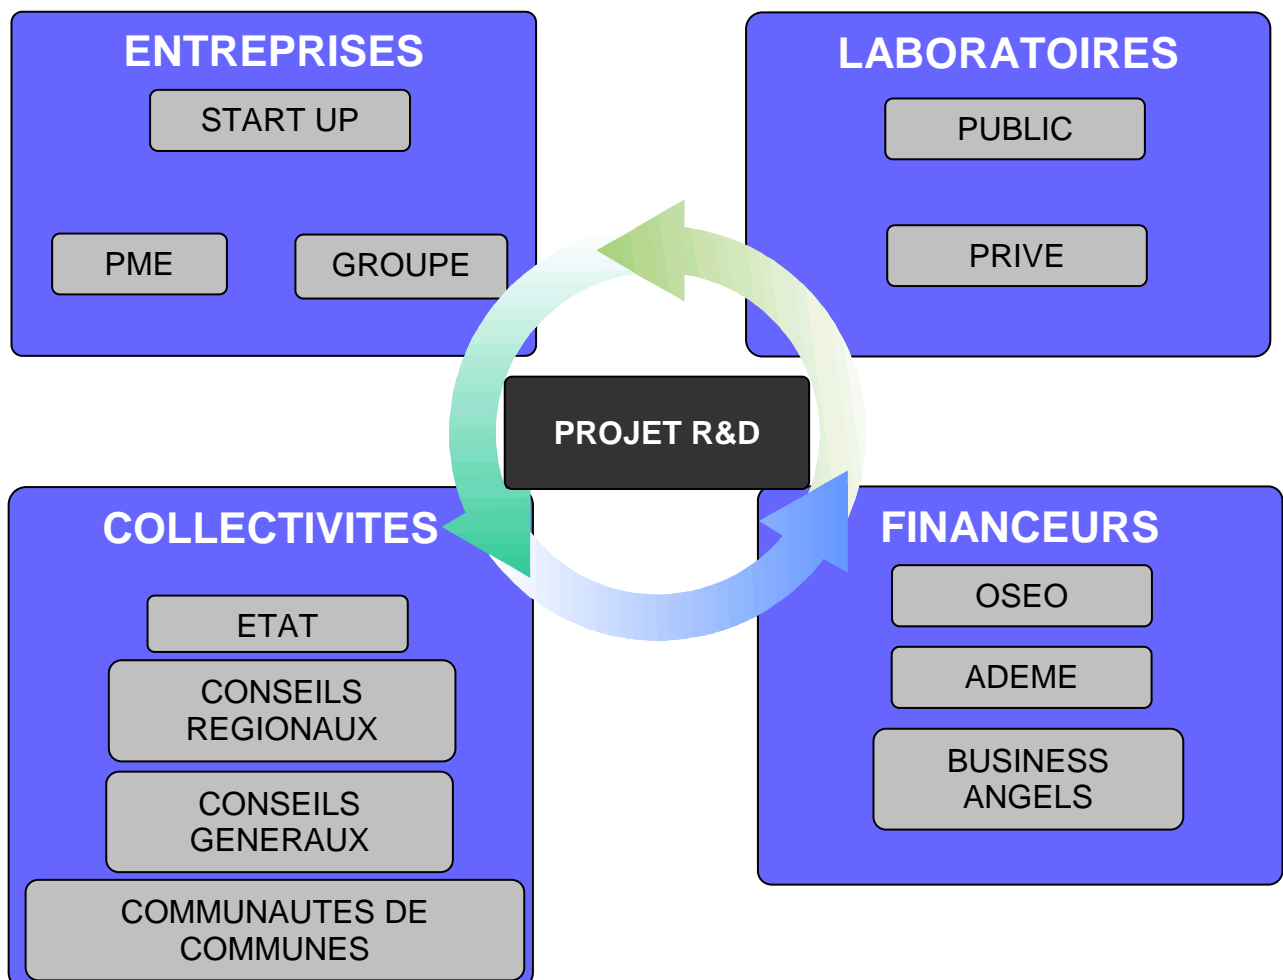 ENTREPRISES
START UP
PME
GROUPE
LABORATOIRES
PUBLIC
PRIVE
PROJET R&D
COLLECTIVITES
ETAT
CONSEILS
REGIONAUX
CONSEILS
GENERAUX
COMMUNAUTES DE
COMMUNES
FINANCEURS
OSEO
ADEME
BUSINESS
ANGELS